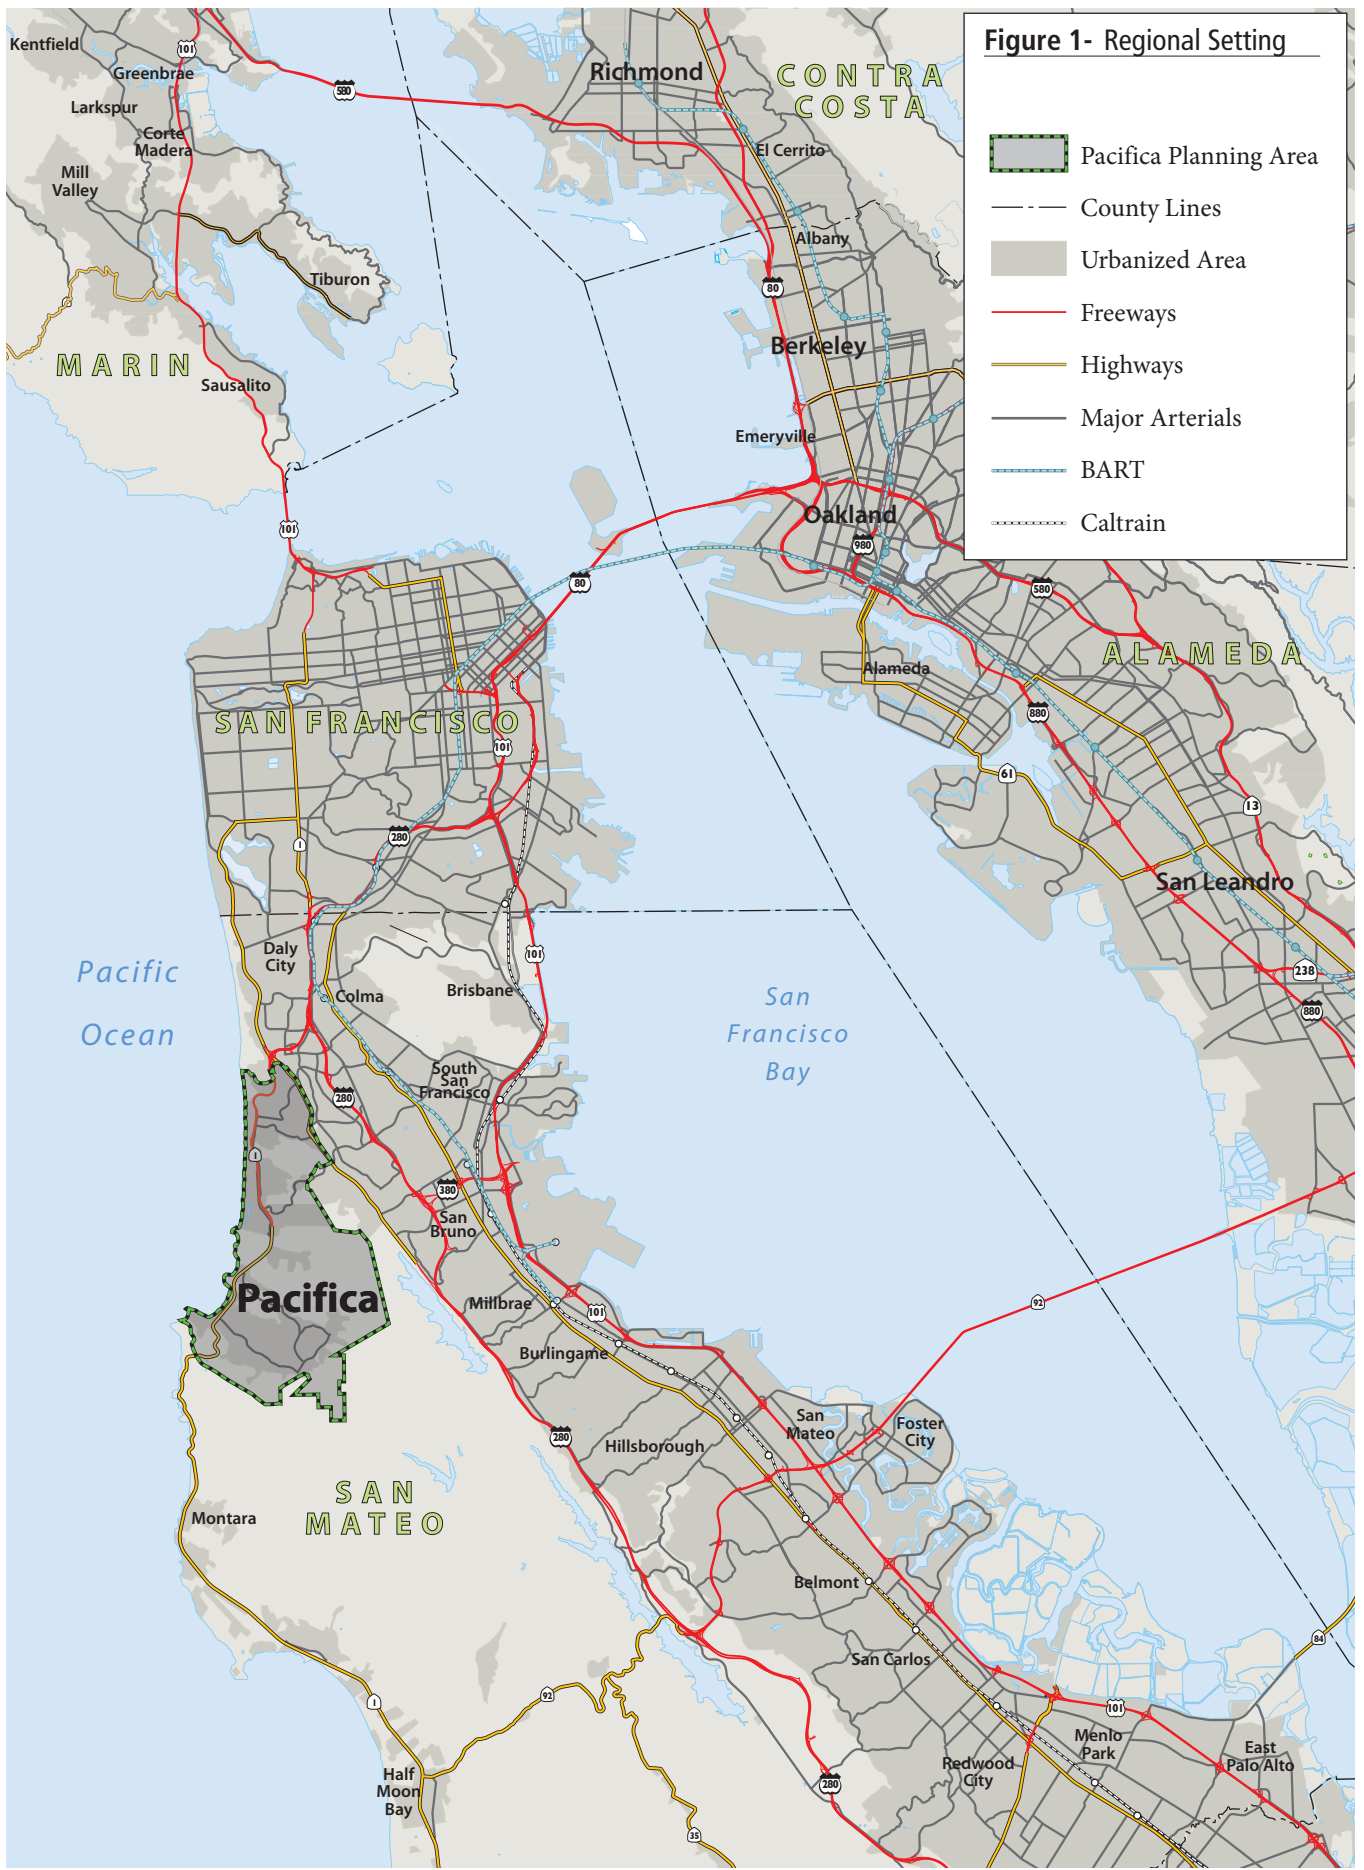 Figure 1- Regional Setting
Pacifica Planning Area
County Lines
Urbanized Area
Freeways
Highways
Major Arterials
BART
Caltrain
Kentfield
101
Greenbrae
Larkspur
Corte
Madera
Mill
Valley
580
Richmond
CONTRA
COSTA
El Cerrito
Albany
Tiburon
80
MARIN
Sausalito
Berkeley
Emeryville
Oakland
101
980
80
580
ALAMEDA
Alameda
SAN FRANCISCO
101
880
61
13
280
1
San Leandro
Daly
City
101
238
Pacific
Ocean
Colma
Brisbane
San
Francisco
Bay
880
South
San
Francisco
280
1
380
San
Bruno
Pacifica
Millbrae
101
92
Burlingame
San
Mateo
Foster
City
280
Hillsborough
SAN
MATEO
Montara
Belmont
84
San Carlos
92
1
101
Menlo
Park
East
Palo Alto
Redwood
City
Half
Moon
Bay
280
35